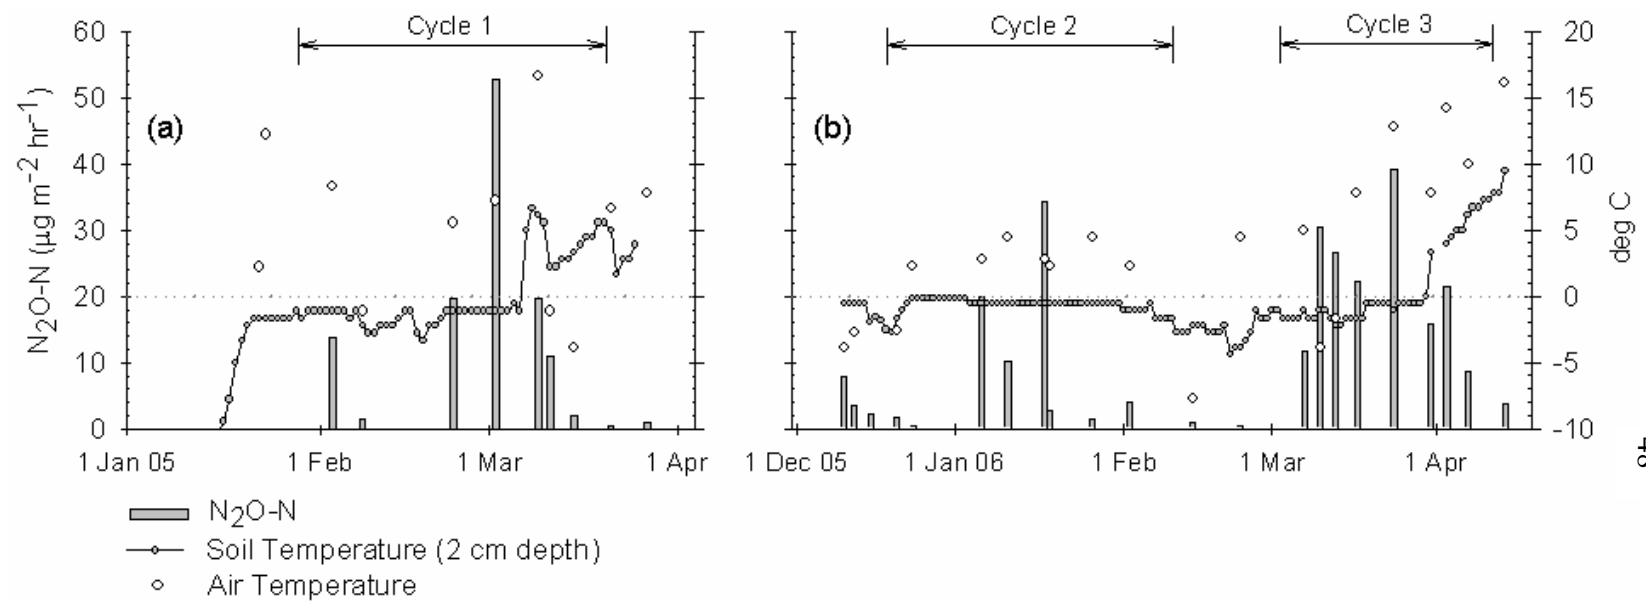 Cycle 1
Cycle 2
Cycle 3
(a)
(b)
60
50
40
30
20
10
0
N2O-N (µg m−2 hr−1)
20
15
10
5
0
-5
-10
deg C
1 Jan 05
1 Feb
1 Mar
1 Apr
1 Dec 05
1 Jan 06
1 Feb
1 Mar
1 Apr
N2O-N
Soil Temperature (2 cm depth)
Air Temperature